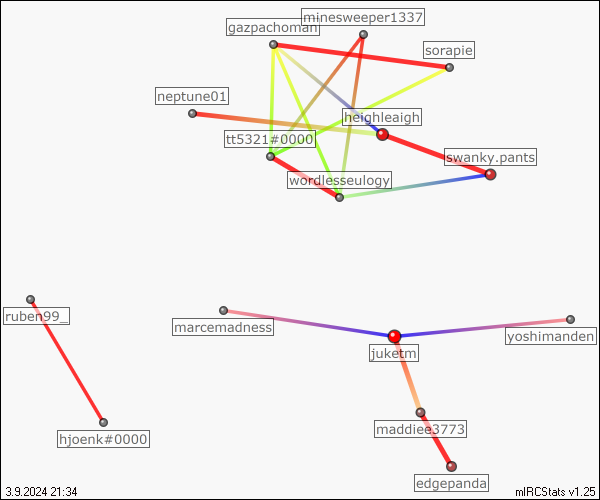 minesweeper1337
gazpachoman
sorapie
neptune01
heighleaigh
tt5321#0000
swanky.pants
wordlesseulogy
ruben99_
marcemadness
yoshimanden
juketm
maddiee3773
hjoenk#0000
edgepanda
3.9.2024 21:34
mIRCStats v1.25